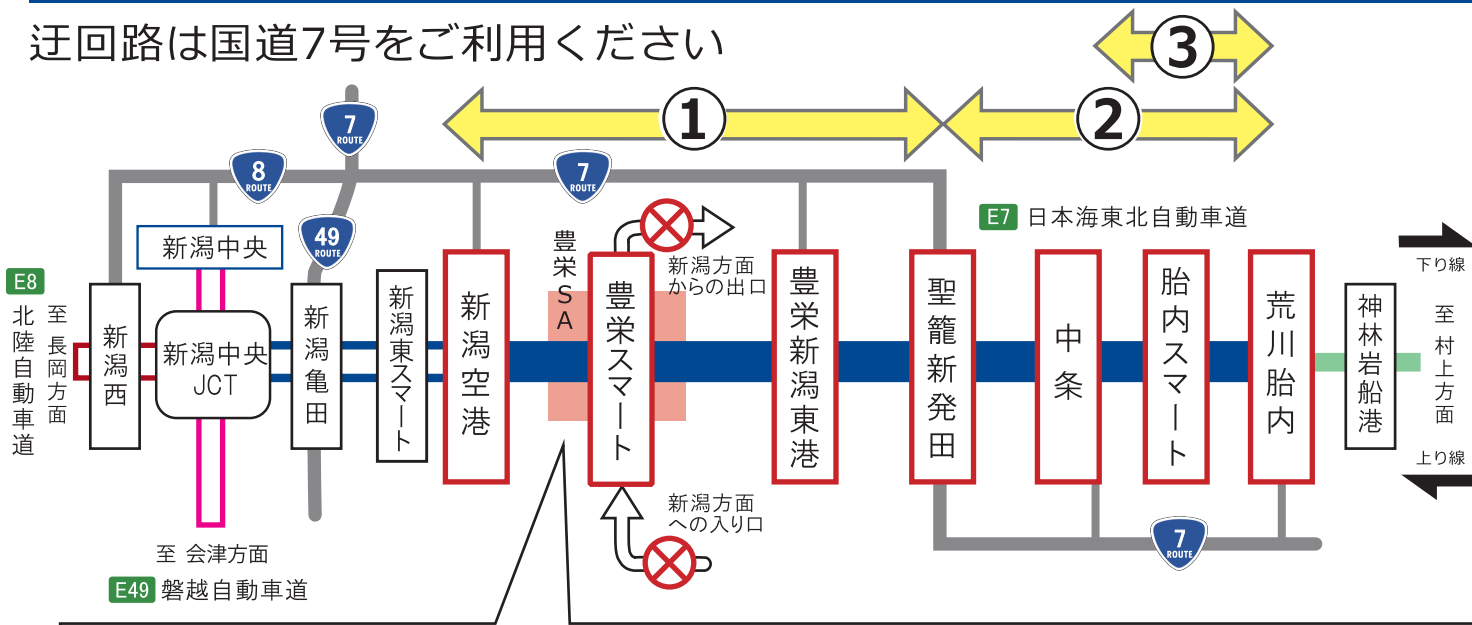 迂回路は国道7号をご利用ください
③
①
②
7
ROUTE
8
ROUTE
7
ROUTE
49
ROUTE
E7 日本海東北自動車道
新潟中央
豊栄SA
新潟方面
からの出口
下り線
E8
北陸自動車道
至 長岡方面
新潟西
新潟中央
JCT
新潟亀田
新潟東スマート
新潟空港
豊栄スマート
豊栄新潟東港
聖籠新発田
中条
胎内スマート
荒川胎内
神林岩船港
至 村上方面
上り線
新潟方面
への入り口
7
ROUTE
至 会津方面
E49 磐越自動車道